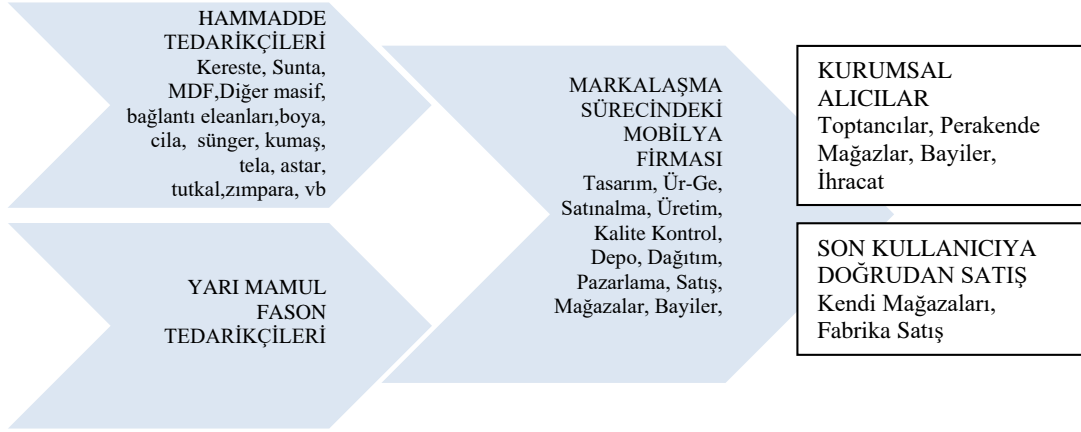 HAMMADDE
TEDARİKÇİLERİ
Kereste, Sunta,
MDF,Diğer masif,
bağlantı eleanları,boya,
cila,  sünger, kumaş,
tela, astar,
tutkal,zımpara, vb
YARI MAMUL
FASON
TEDARİKÇİLERİ
MARKALAŞMA
SÜRECİNDEKİ
MOBİLYA
FİRMASI
Tasarım, Ür-Ge,
Satınalma, Üretim,
Kalite Kontrol,
Depo, Dağıtım,
Pazarlama, Satış,
Mağazalar, Bayiler,
KURUMSAL
ALICILAR
Toptancılar, Perakende
Mağazlar, Bayiler,
İhracat
SON KULLANICIYA
DOĞRUDAN SATIŞ
Kendi Mağazaları,
Fabrika Satış